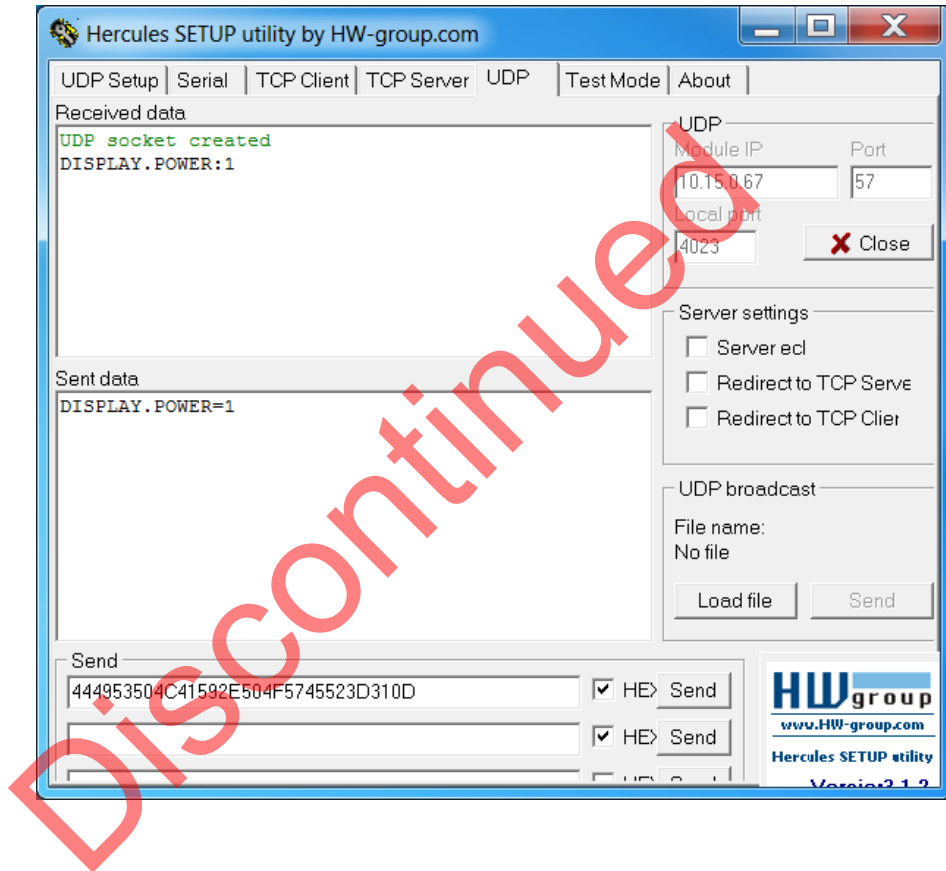 Hercules SETUP utility by HW-group.com
UDP Setup Serial TCP Client TCP Server UDP Test Mode About
Received data
UDP socket created
DISPLAY.POWER:1
UDP
Module IP Port
10.15.0.67 57
Local port
4023 Close
Server settings
Server ecl
Redirect to TCP Serve
Redirect to TCP Clier
Sent data
DISPLAY.POWER=1
UDP broadcast
File name:
No file
Load file Send
Send
444953504C41592E504F5745523D310D HEX Send
HEX Send
HWgroup
www.HW-group.com
Hercules SETUP utility
Discontinued